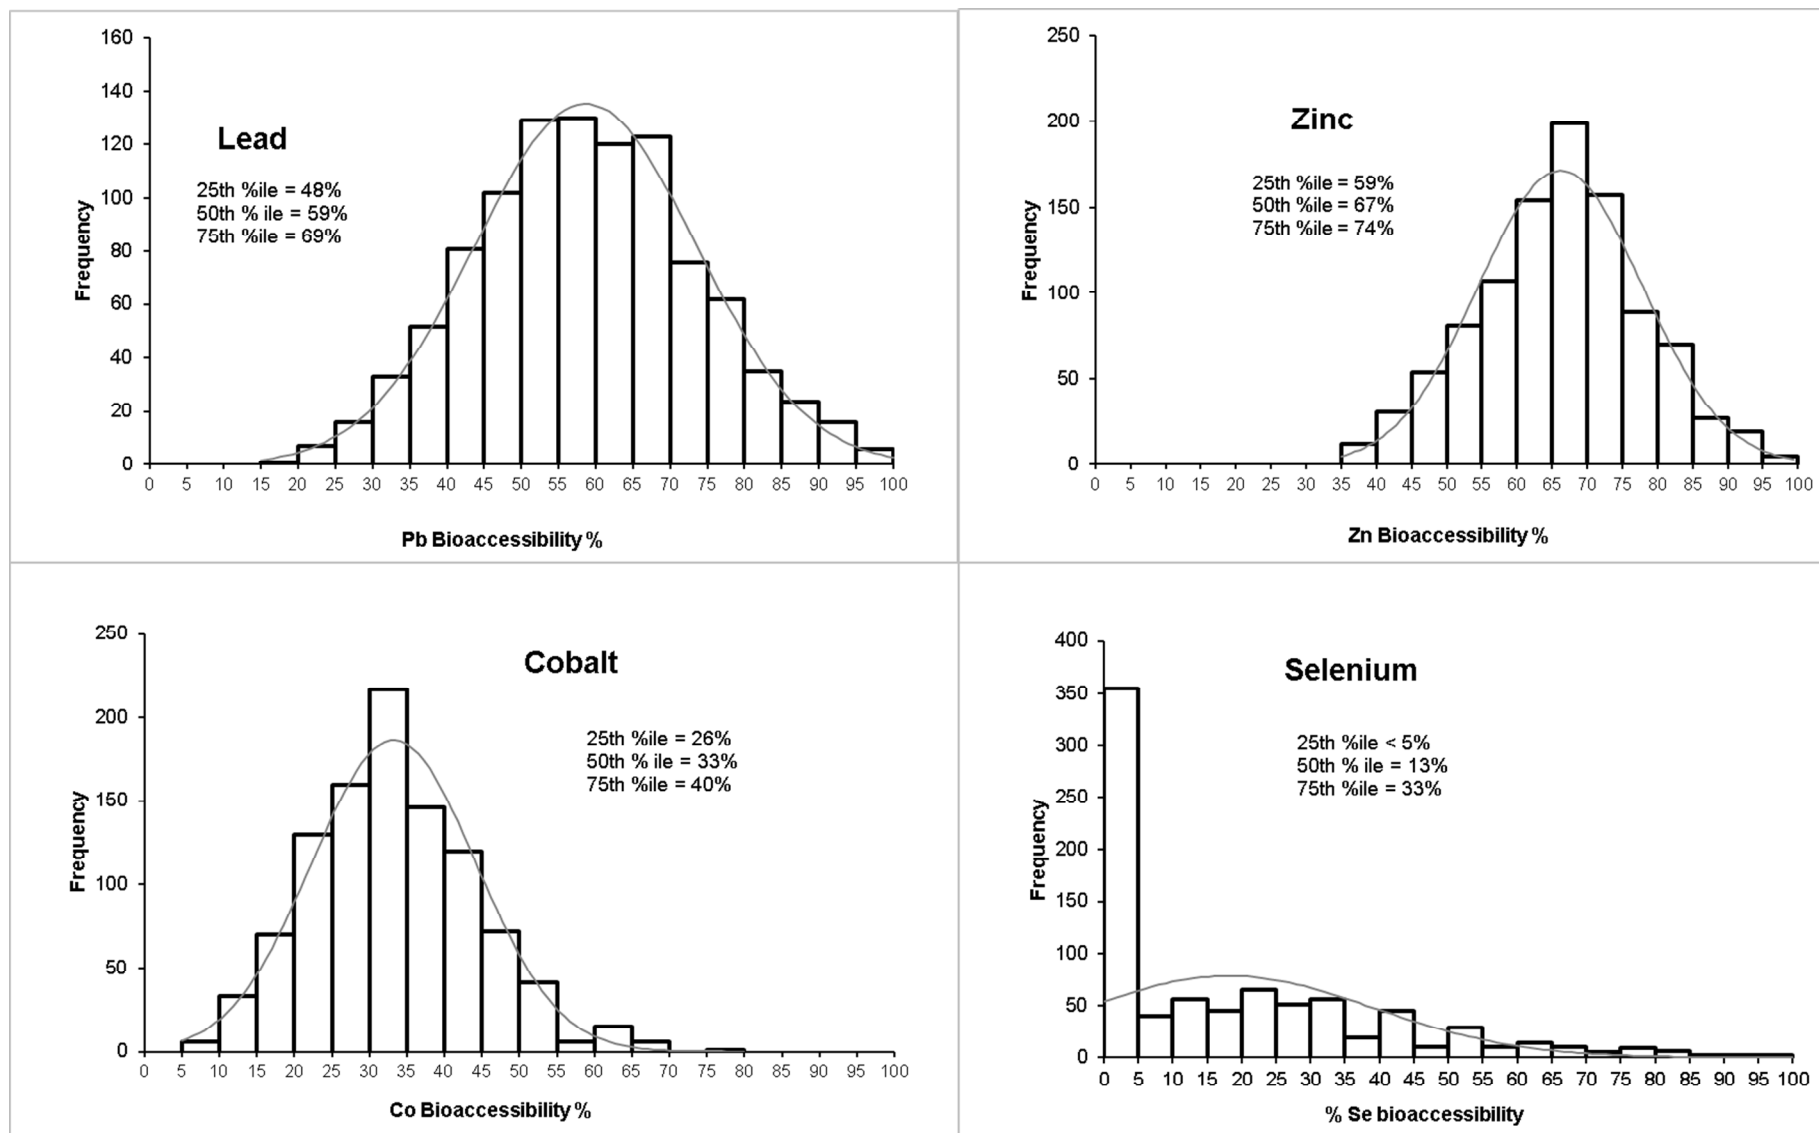 160
140
120
100
80
60
40
20
0
Frequency
Lead
25th %ile = 48%
50th % ile = 59%
75th %ile = 69%
0 5 10 15 20 25 30 35 40 45 50 55 60 65 70 75 80 85 90 95 100
Pb Bioaccessibility %
250
200
150
100
50
0
Frequency
Zinc
25th %ile = 59%
50th % ile = 67%
75th %ile = 74%
0 5 10 15 20 25 30 35 40 45 50 55 60 65 70 75 80 85 90 95 100
Zn Bioaccessibility %
250
200
150
100
50
0
Frequency
Cobalt
25th %ile = 26%
50th % ile = 33%
75th %ile = 40%
0 5 10 15 20 25 30 35 40 45 50 55 60 65 70 75 80 85 90 95 100
Co Bioaccessibility %
400
350
300
250
200
150
100
50
0
Frequency
Selenium
25th %ile < 5%
50th % ile = 13%
75th %ile = 33%
0 5 10 15 20 25 30 35 40 45 50 55 60 65 70 75 80 85 90 95 100
% Se bioaccessibility